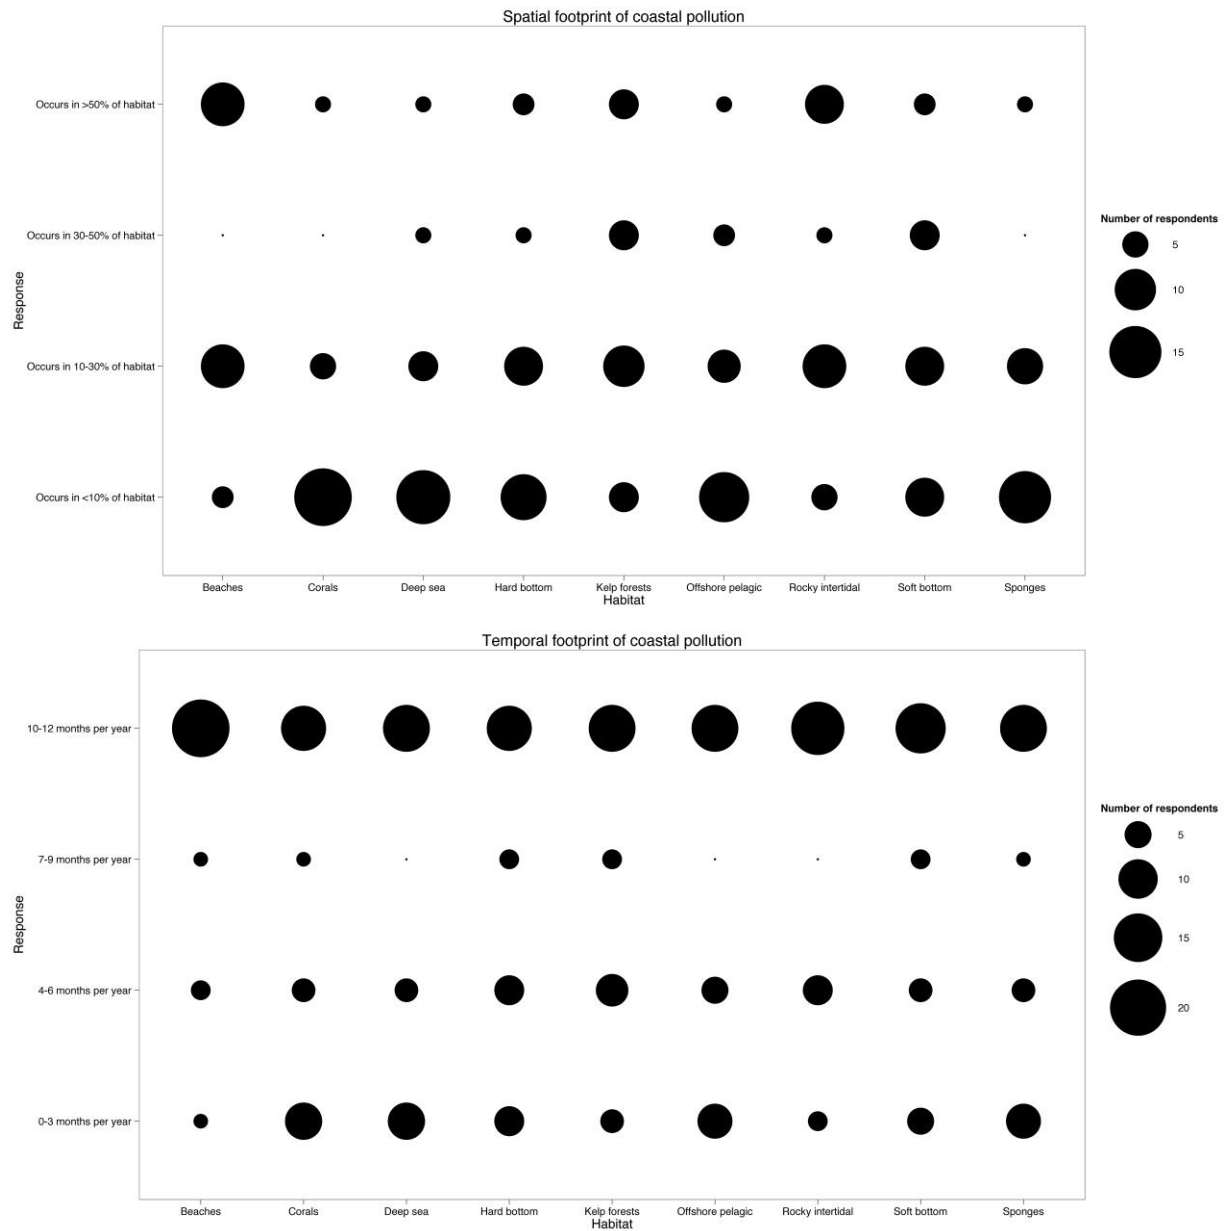 Spatial footprint of coastal pollution
Response
Occurs in >50% of habitat
Occurs in 30-50% of habitat
Occurs in 10-30% of habitat
Occurs in <10% of habitat
Beaches Corals Deep sea Hard bottom Kelp forests Offshore pelagic Rocky intertidal Soft bottom Sponges
Habitat
Number of respondents
5
10
15
Temporal footprint of coastal pollution
Response
10-12 months per year
7-9 months per year
4-6 months per year
0-3 months per year
Beaches Corals Deep sea Hard bottom Kelp forests Offshore pelagic Rocky intertidal Soft bottom Sponges
Habitat
Number of respondents
5
10
15
20